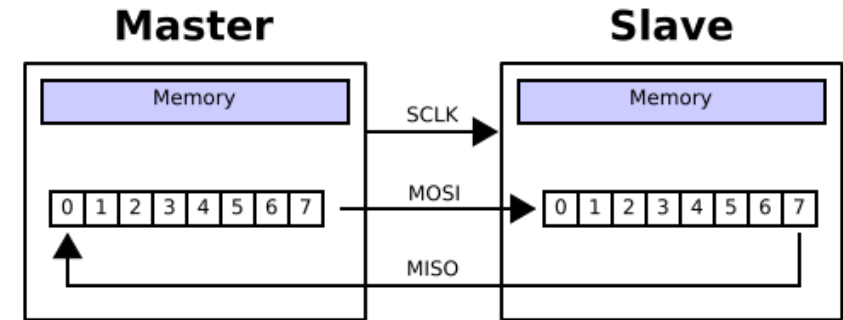 Master Slave
Memory Memory
SCLK
MOSI
0 1 2 3 4 5 6 7 0 1 2 3 4 5 6 7
MISO